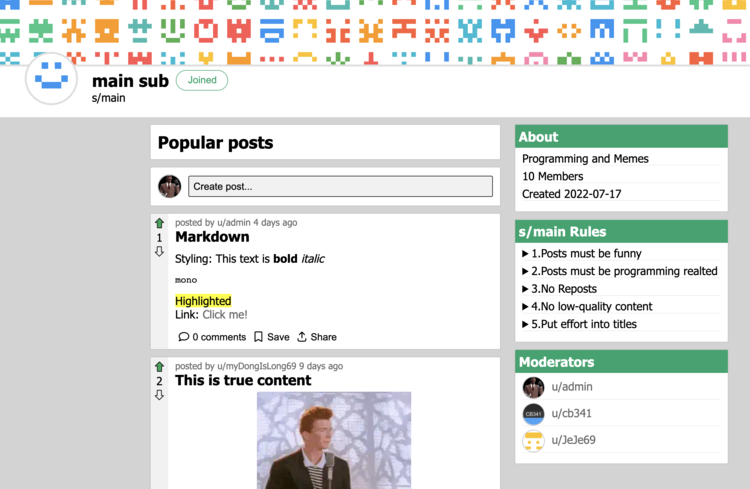 main sub Joined
s/main
Popular posts
Create post...
posted by u/admin 4 days ago
1
Markdown
Styling: This text is bold italic
mono
Highlighted
Link: Click me!
0 comments Save Share
posted by u/myDongIsLong69 9 days ago
2
This is true content
About
Programming and Memes
10 Members
Created 2022-07-17
s/main Rules
1.Posts must be funny
2.Posts must be programming realted
3.No Reposts
4.No low-quality content
5.Put effort into titles
Moderators
u/admin
CB341
u/cb341
u/JeJe69